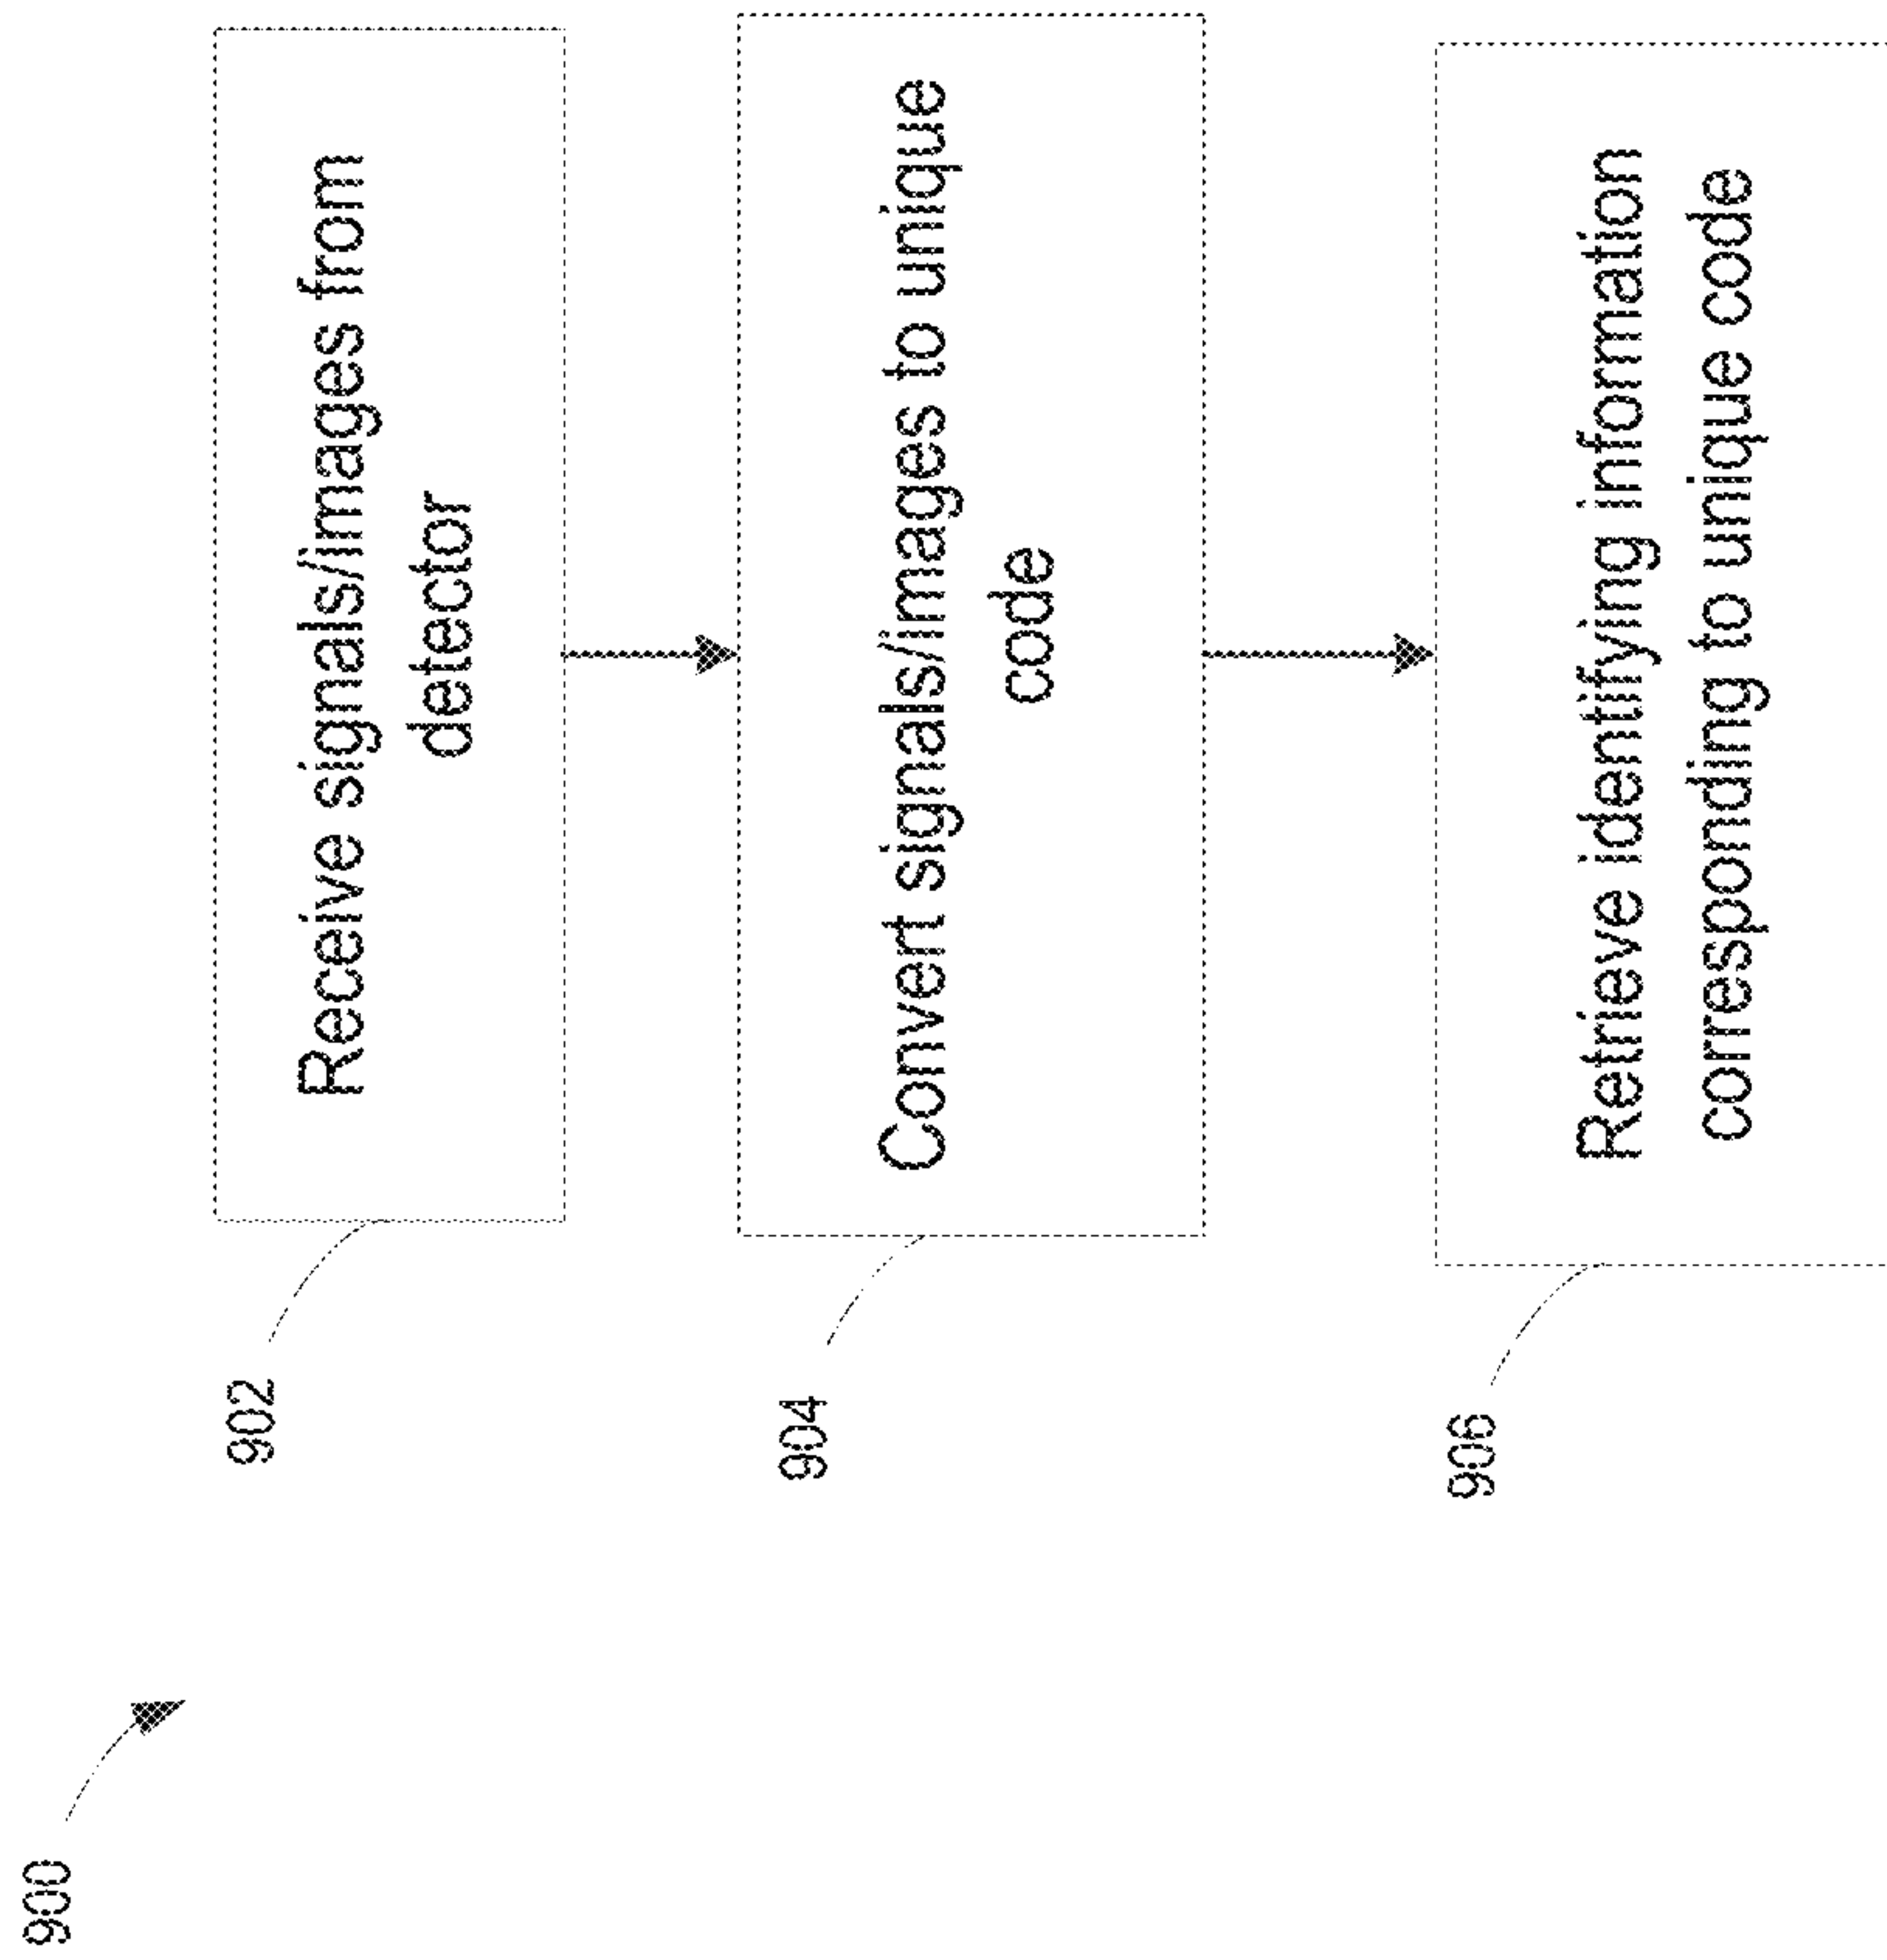 900
902
Receive signals/images from
detector
904
Convert signals/images to unique
code
906
Retrieve identifying information
corresponding to unique code